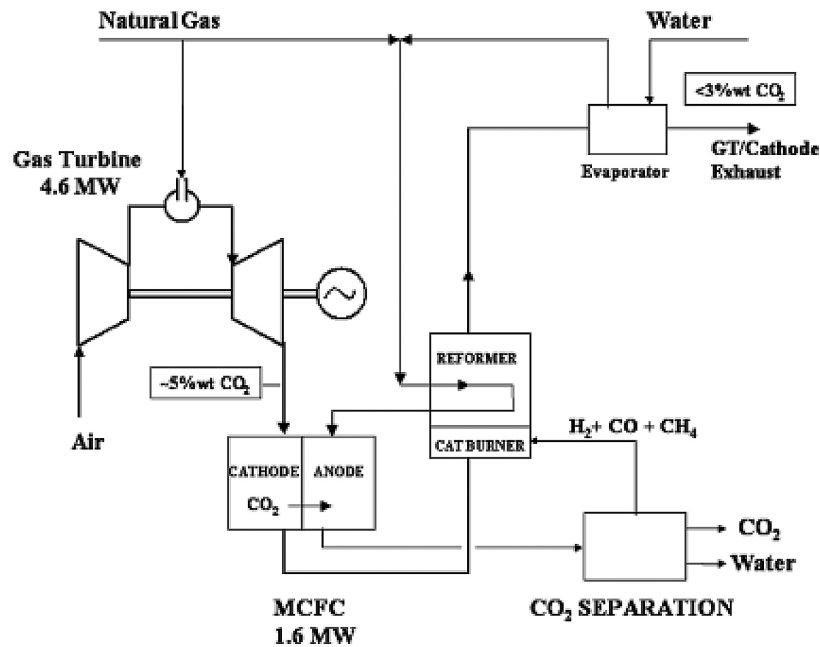 Natural Gas
Water
<3%wt CO₂
Gas Turbine
4.6 MW
Evaporator
GT/Cathode
Exhaust
~5%wt CO₂
REFORMER
Air
H₂+ CO + CH₄
CAT BURNER
CATHODE
ANODE
CO₂
CO₂
Water
MCFC
1.6 MW
CO₂ SEPARATION